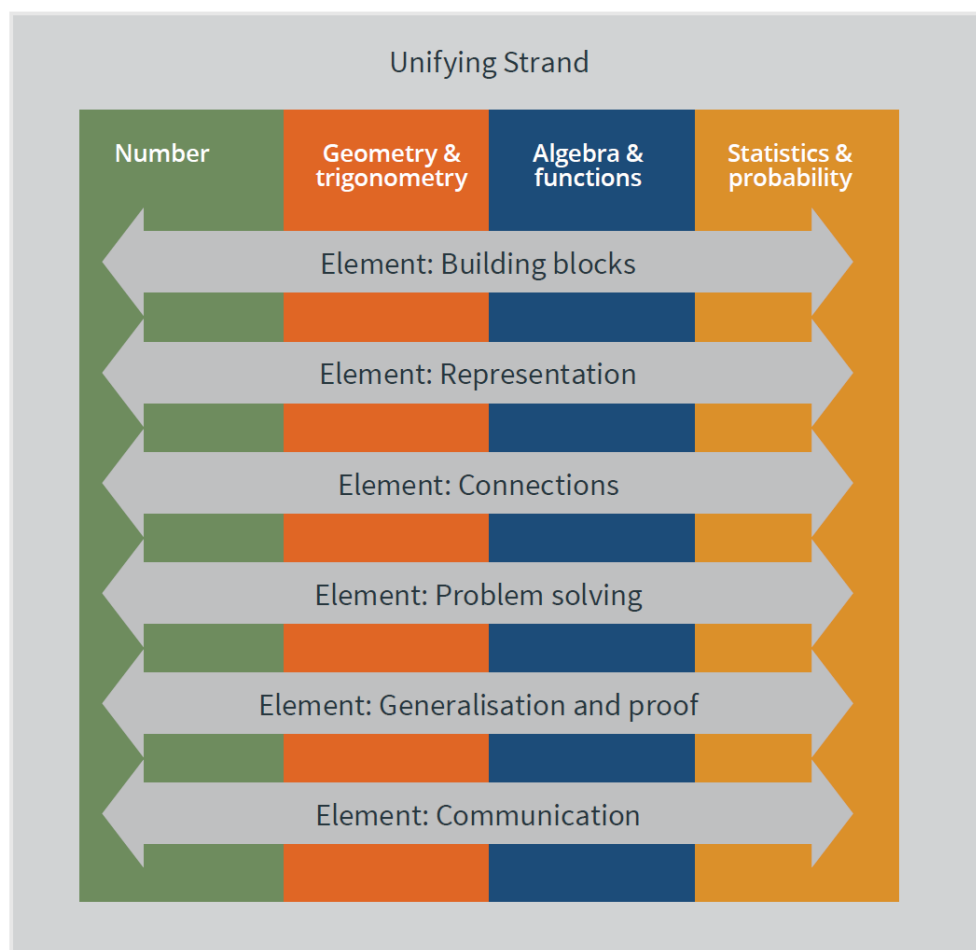 Unifying Strand
Number
Geometry &
trigonometry
Algebra &
functions
Statistics &
probability
Element: Building blocks
Element: Representation
Element: Connections
Element: Problem solving
Element: Generalisation and proof
Element: Communication